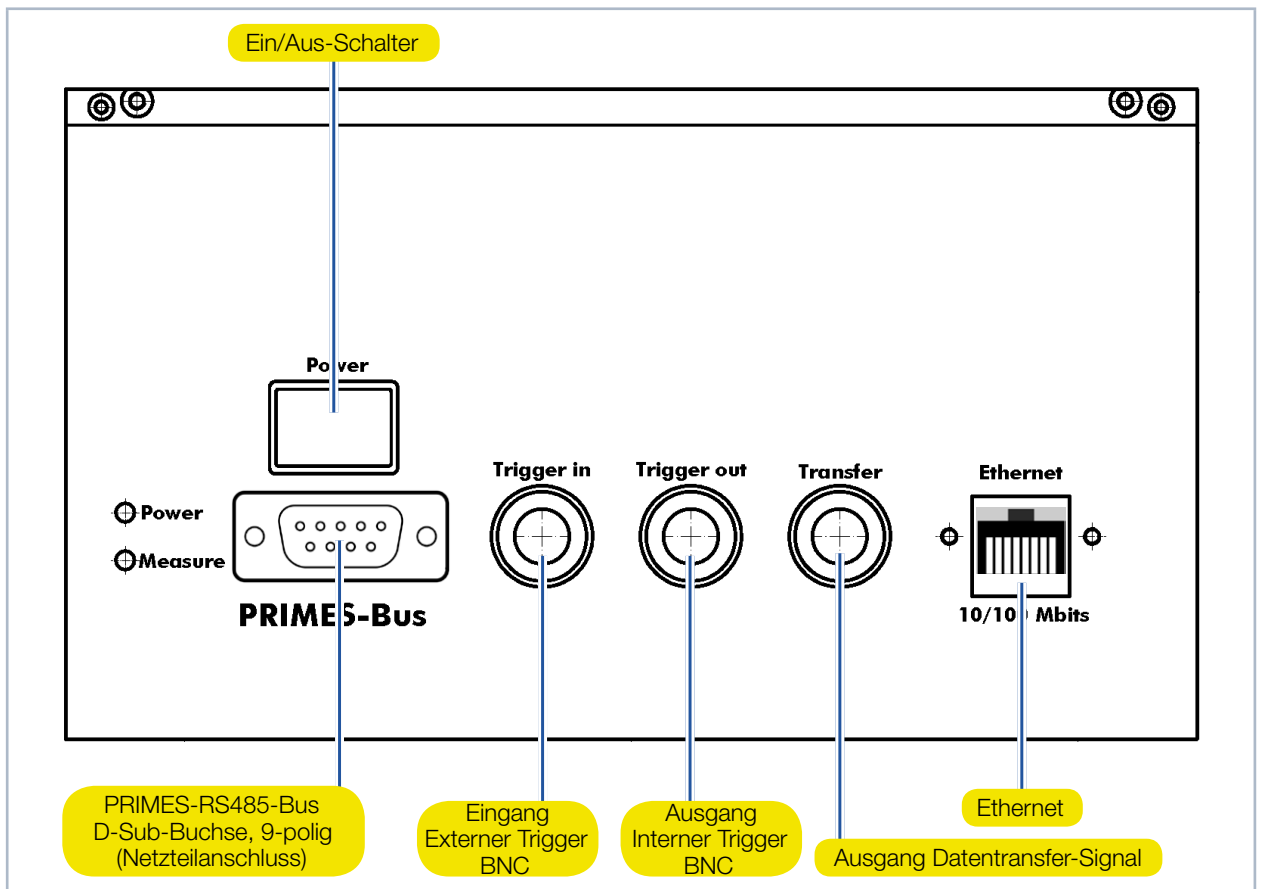 Ein/Aus-Schalter
Power
Trigger in
Trigger out
Transfer
Ethernet
Power
Measure
PRIMES-Bus
10/100 Mbits
PRIMES-RS485-Bus
D-Sub-Buchse, 9-polig
(Netzteilanschluss)
Eingang
Externer Trigger
BNC
Ausgang
Interner Trigger
BNC
Ausgang Datentransfer-Signal
Ethernet